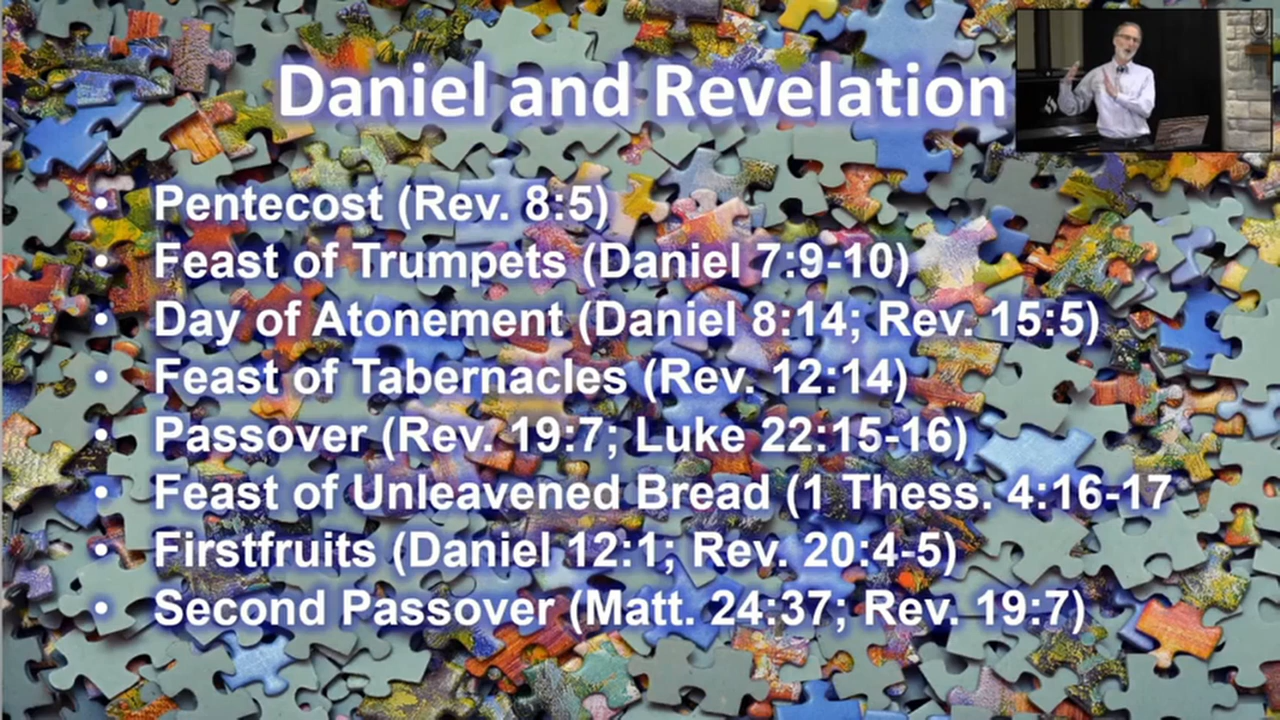 Daniel and Revelation
• Pentecost (Rev. 8:5)
• Feast of Trumpets (Daniel 7:9-10)
• Day of Atonement (Daniel 8:14; Rev. 15:5)
• Feast of Tabernacles (Rev. 12:14)
• Passover (Rev. 19:7; Luke 22:15-16)
• Feast of Unleavened Bread (1 Thess. 4:16-17
• Firstfruits (Daniel 12:1; Rev. 20:4-5)
• Second Passover (Matt. 24:37; Rev. 19:7)